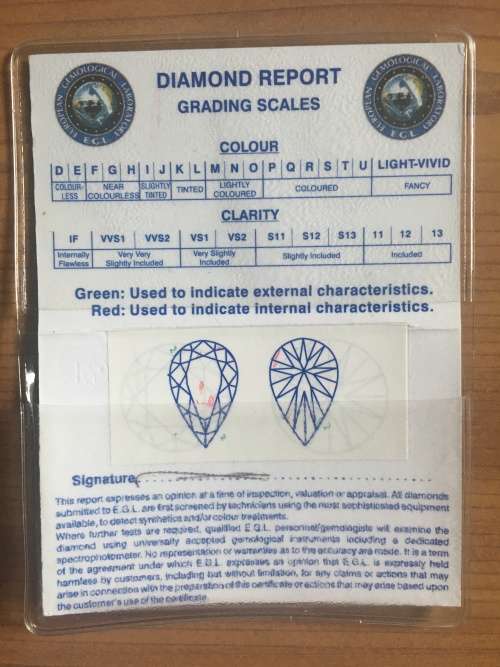 EUROPEAN GEMOLOGICAL LABORATORY
E G L
EUROPEAN GEMOLOGICAL LABORATORY
E G L
DIAMOND REPORT
GRADING SCALES
COLOUR
D E F G H I J K L M N O P Q R S T U LIGHT-VIVID
COLOUR-LESS NEAR COLOURLESS SLIGHTLY TINTED TINTED LIGHTLY COLOURED COLOURED FANCY
CLARITY
IF VVS1 VVS2 VS1 VS2 S11 S12 S13 11 12 13
Internally Flawless Very Very Slightly Included Very Slightly Included Slightly Included Included
Green: Used to indicate external characteristics.
Red: Used to indicate internal characteristics.
Signature
This report expresses an opinion at a time of inspection, valuation or appraisal. All diamonds
submitted to E.G.L. are first screened by technicians using the most sophisticated equipment
available, to detect synthetics and/or colour treatments.
Where further tests are required, qualified E.G.L. personnel/gemologists will examine the
diamond using universally accepted gemological instruments including a dedicated
spectrophotometer. No representation or warranties as to the accuracy are made. It is a term
of the agreement under which E.G.L. expresses an opinion that E.G.L. is expressly held
harmless by customers, including but without limitation, for any claims or actions that may
arise in connection with the preparation of this certificate or actions that may arise based upon
the customer's use of the certificate.